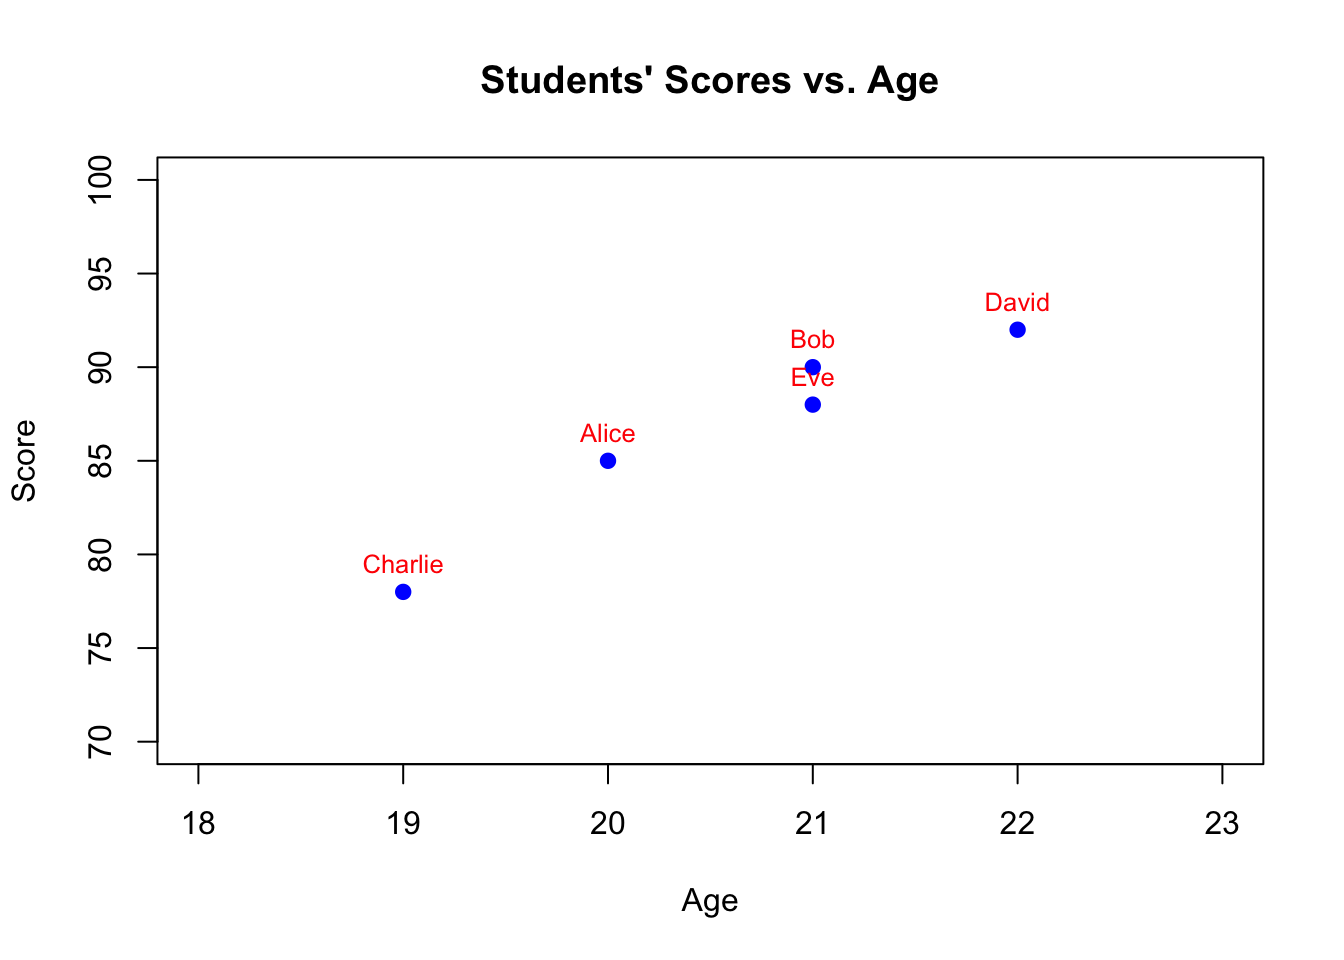 Students' Scores vs. Age
Score
100
95
90
85
80
75
70
David
Bob
Eve
Alice
Charlie
18 19 20 21 22 23
Age